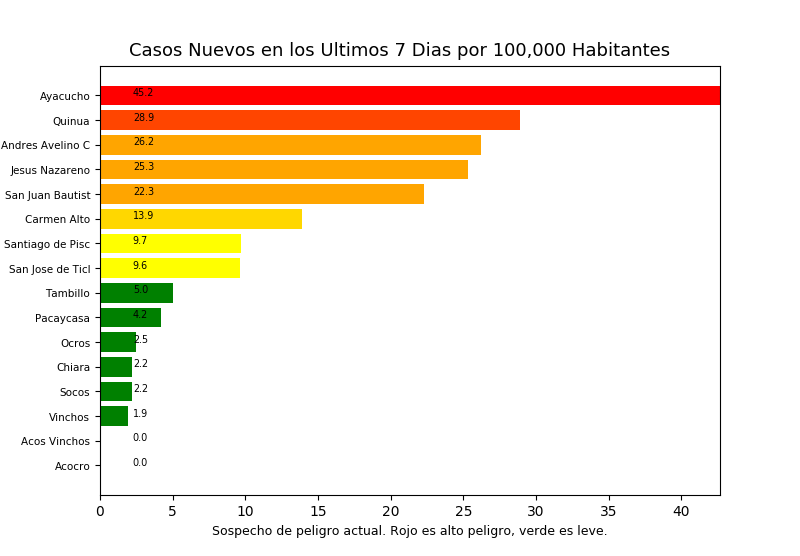 Casos Nuevos en los Ultimos 7 Dias por 100,000 Habitantes
Ayacucho 45.2
Quinua 28.9
Andres Avelino C 26.2
Jesus Nazareno 25.3
San Juan Bautist 22.3
Carmen Alto 13.9
Santiago de Pisc 9.7
San Jose de Ticl 9.6
Tambillo 5.0
Pacaycasa 4.2
Ocros 2.5
Chiara 2.2
Socos 2.2
Vinchos 1.9
Acos Vinchos 0.0
Acocro 0.0
0 5 10 15 20 25 30 35 40
Sospecho de peligro actual. Rojo es alto peligro, verde es leve.